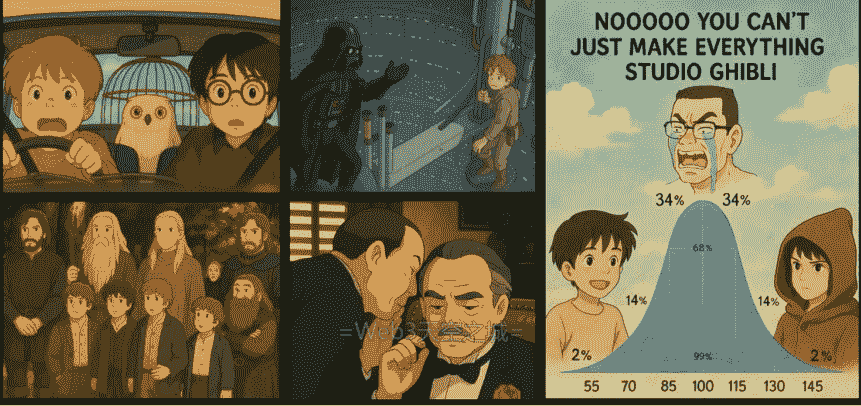 NOOOOO YOU CAN'T
JUST MAKE EVERYTHING
STUDIO GHIBLI
34% 34%
68%
14% 14%
2% 99% 2%
55 70 85 100 115 130 145